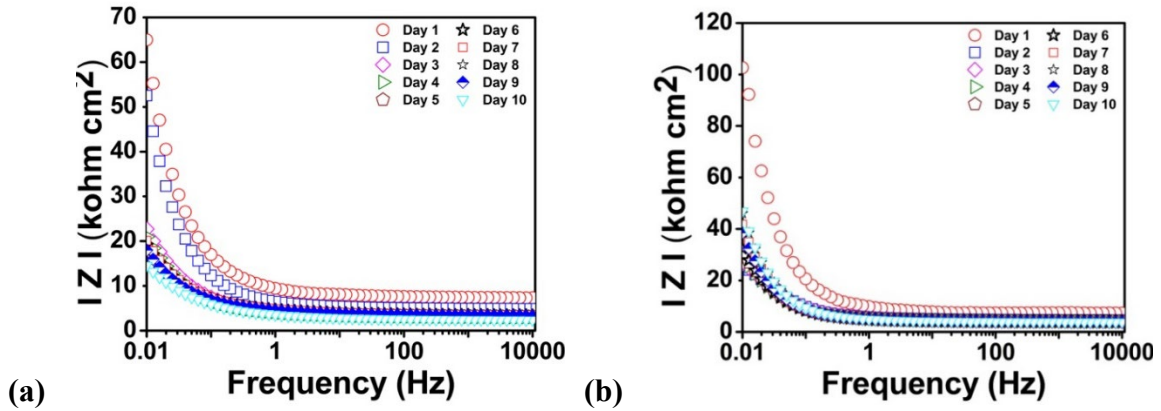 70
60
50
40
30
20
10
0
I Z I (kohm cm²)
Day 1 Day 6
Day 2 Day 7
Day 3 Day 8
Day 4 Day 9
Day 5 Day 10
0.01 1 100 10000
Frequency (Hz)
(a)
120
100
80
60
40
20
0
I Z I (kohm cm²)
Day 1 Day 6
Day 2 Day 7
Day 3 Day 8
Day 4 Day 9
Day 5 Day 10
0.01 1 100 10000
Frequency (Hz)
(b)